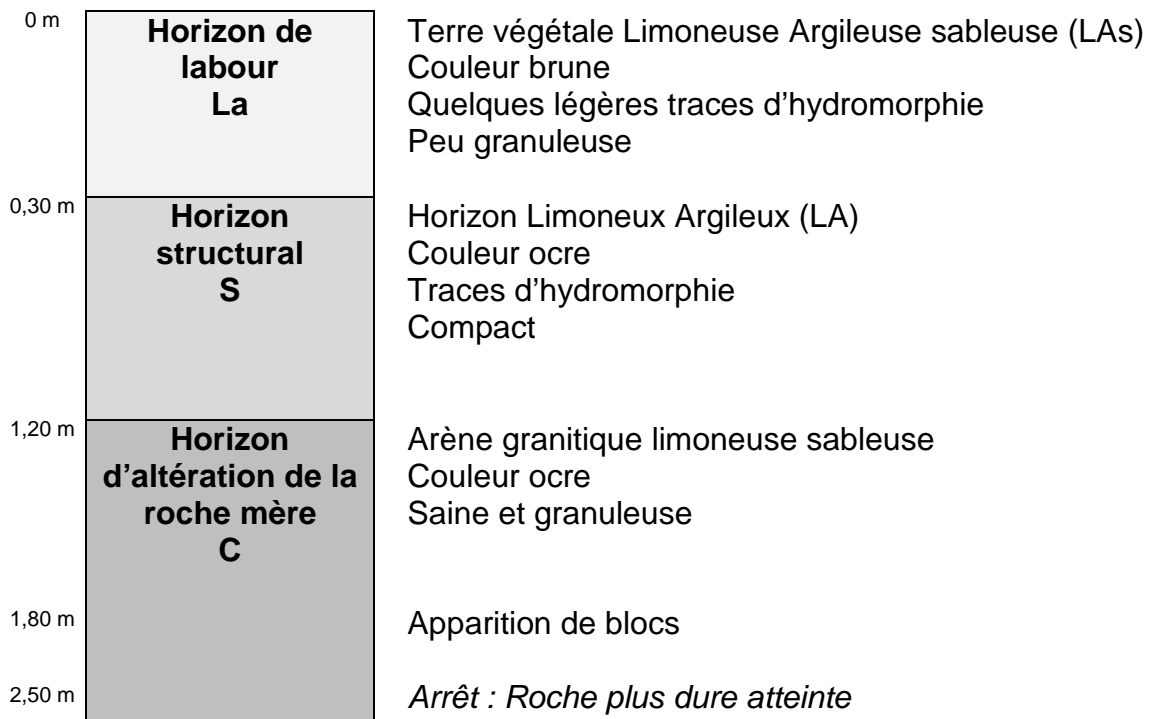 0 m
Horizon de
labour
La
Terre végétale Limoneuse Argileuse sableuse (LAs)
Couleur brune
Quelques légères traces d'hydromorphie
Peu granuleuse
0,30 m
Horizon
structural
S
Horizon Limoneux Argileux (LA)
Couleur ocre
Traces d'hydromorphie
Compact
1,20 m
Horizon
d'altération de la
roche mère
C
Arène granitique limoneuse sableuse
Couleur ocre
Saine et granuleuse
1,80 m
Apparition de blocs
2,50 m
Arrêt : Roche plus dure atteinte